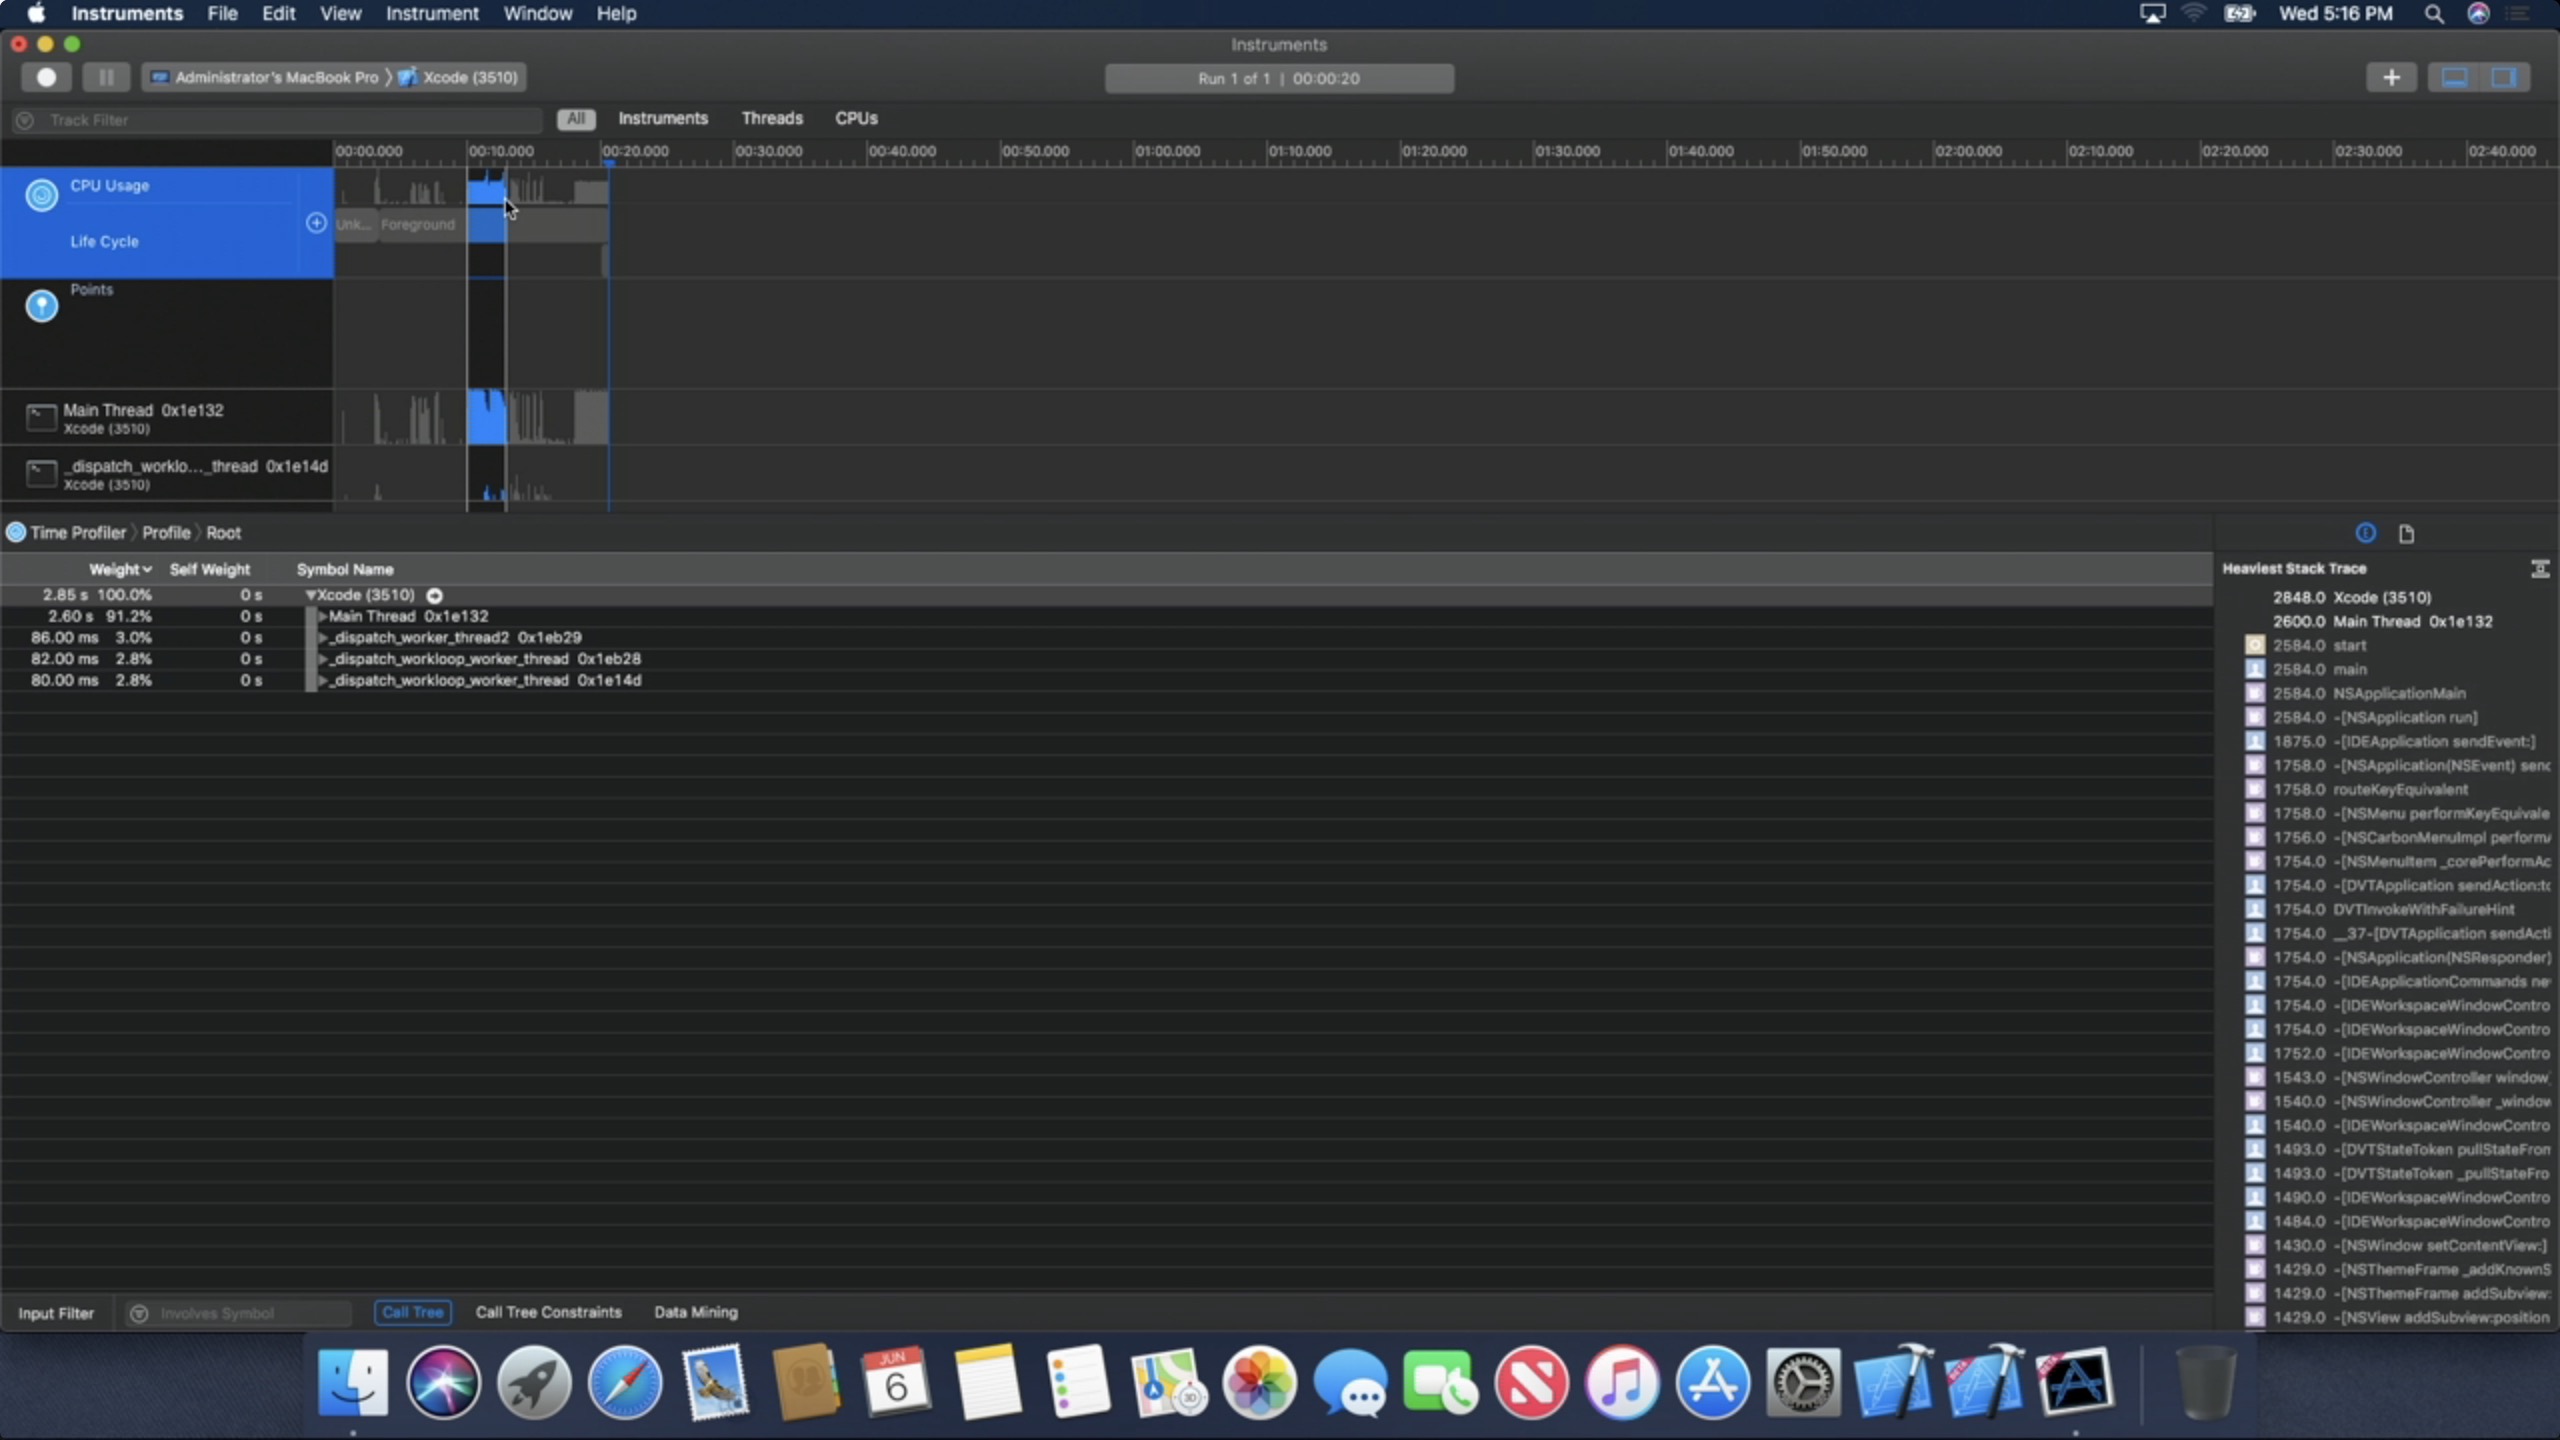 Instruments File Edit View Instrument Window Help Wed 5:16 PM
Instruments
Administrator's MacBook Pro Xcode (3510) Run 1 of 1 | 00:00:20
Track Filter All Instruments Threads CPUs
00:00.000 00:10.000 00:20.000 00:30.000 00:40.000 00:50.000 01:00.000 01:10.000 01:20.000 01:30.000 01:40.000 01:50.000 02:00.000 02:10.000 02:20.000 02:30.000 02:40.000
CPU Usage
Unk... Foreground
Life Cycle
Points
Main Thread 0x1e132
Xcode (3510)
_dispatch_worklo..._thread 0x1e14d
Xcode (3510)
Time Profiler Profile Root
Weight Self Weight Symbol Name
2.85 s 100.0% 0 s Xcode (3510)
2.60 s 91.2% 0 s Main Thread 0x1e132
86.00 ms 3.0% 0 s _dispatch_worker_thread2 0x1eb29
82.00 ms 2.8% 0 s _dispatch_workloop_worker_thread 0x1eb28
80.00 ms 2.8% 0 s _dispatch_workloop_worker_thread 0x1e14d
Heaviest Stack Trace
2848.0 Xcode (3510)
2600.0 Main Thread 0x1e132
2584.0 start
2584.0 main
2584.0 NSApplicationMain
2584.0 -[NSApplication run]
1875.0 -[IDEApplication sendEvent:]
1758.0 -[NSApplication(NSEvent) senc
1758.0 routeKeyEquivalent
1758.0 -[NSMenu performKeyEquivale
1756.0 -[NSCarbonMenuImpl perform
1754.0 -[NSMenuItem _corePerformAc
1754.0 -[DVTApplication sendAction:to
1754.0 DVTInvokeWithFailureHint
1754.0 __37-[DVTApplication sendActi
1754.0 -[NSApplication(NSResponder)
1754.0 -[IDEApplicationCommands ne
1754.0 -[IDEWorkspaceWindowContro
1754.0 -[IDEWorkspaceWindowContro
1752.0 -[IDEWorkspaceWindowContro
1543.0 -[NSWindowController window
1540.0 -[NSWindowController _window
1540.0 -[IDEWorkspaceWindowContro
1493.0 -[DVTStateToken pullStateFron
1493.0 -[DVTStateToken _pullStateFro
1490.0 -[IDEWorkspaceWindowContro
1484.0 -[IDEWorkspaceWindowContro
1430.0 -[NSWindow setContentView:]
1429.0 -[NSThemeFrame _addKnownS
1429.0 -[NSThemeFrame addSubview:
1429.0 -[NSView addSubview:position
Input Filter Involves Symbol Call Tree Call Tree Constraints Data Mining
JUN
6
3D